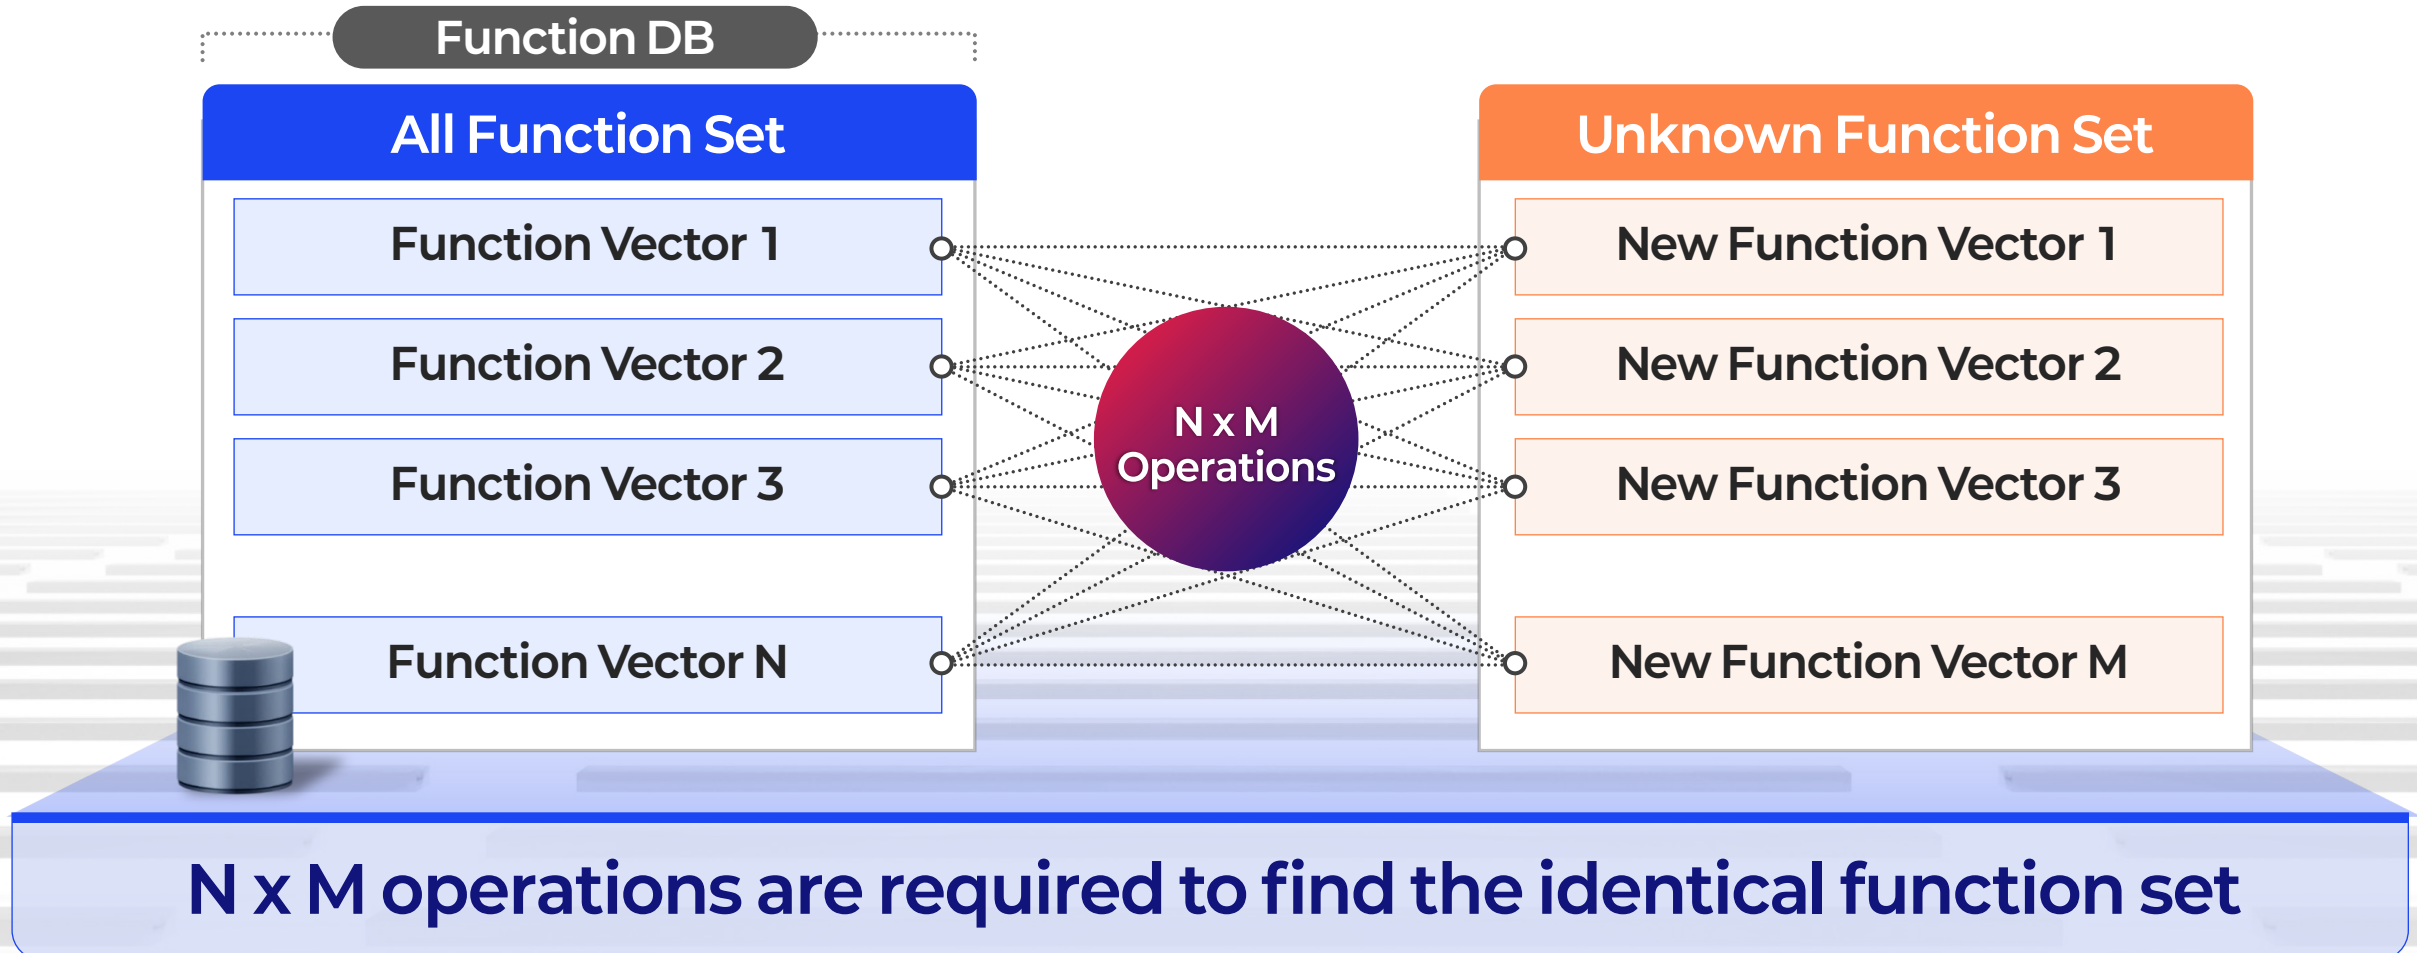 Function DB
All Function Set
Function Vector 1
Function Vector 2
Function Vector 3
Function Vector N
N x M
Operations
Unknown Function Set
New Function Vector 1
New Function Vector 2
New Function Vector 3
New Function Vector M
N x M operations are required to find the identical function set